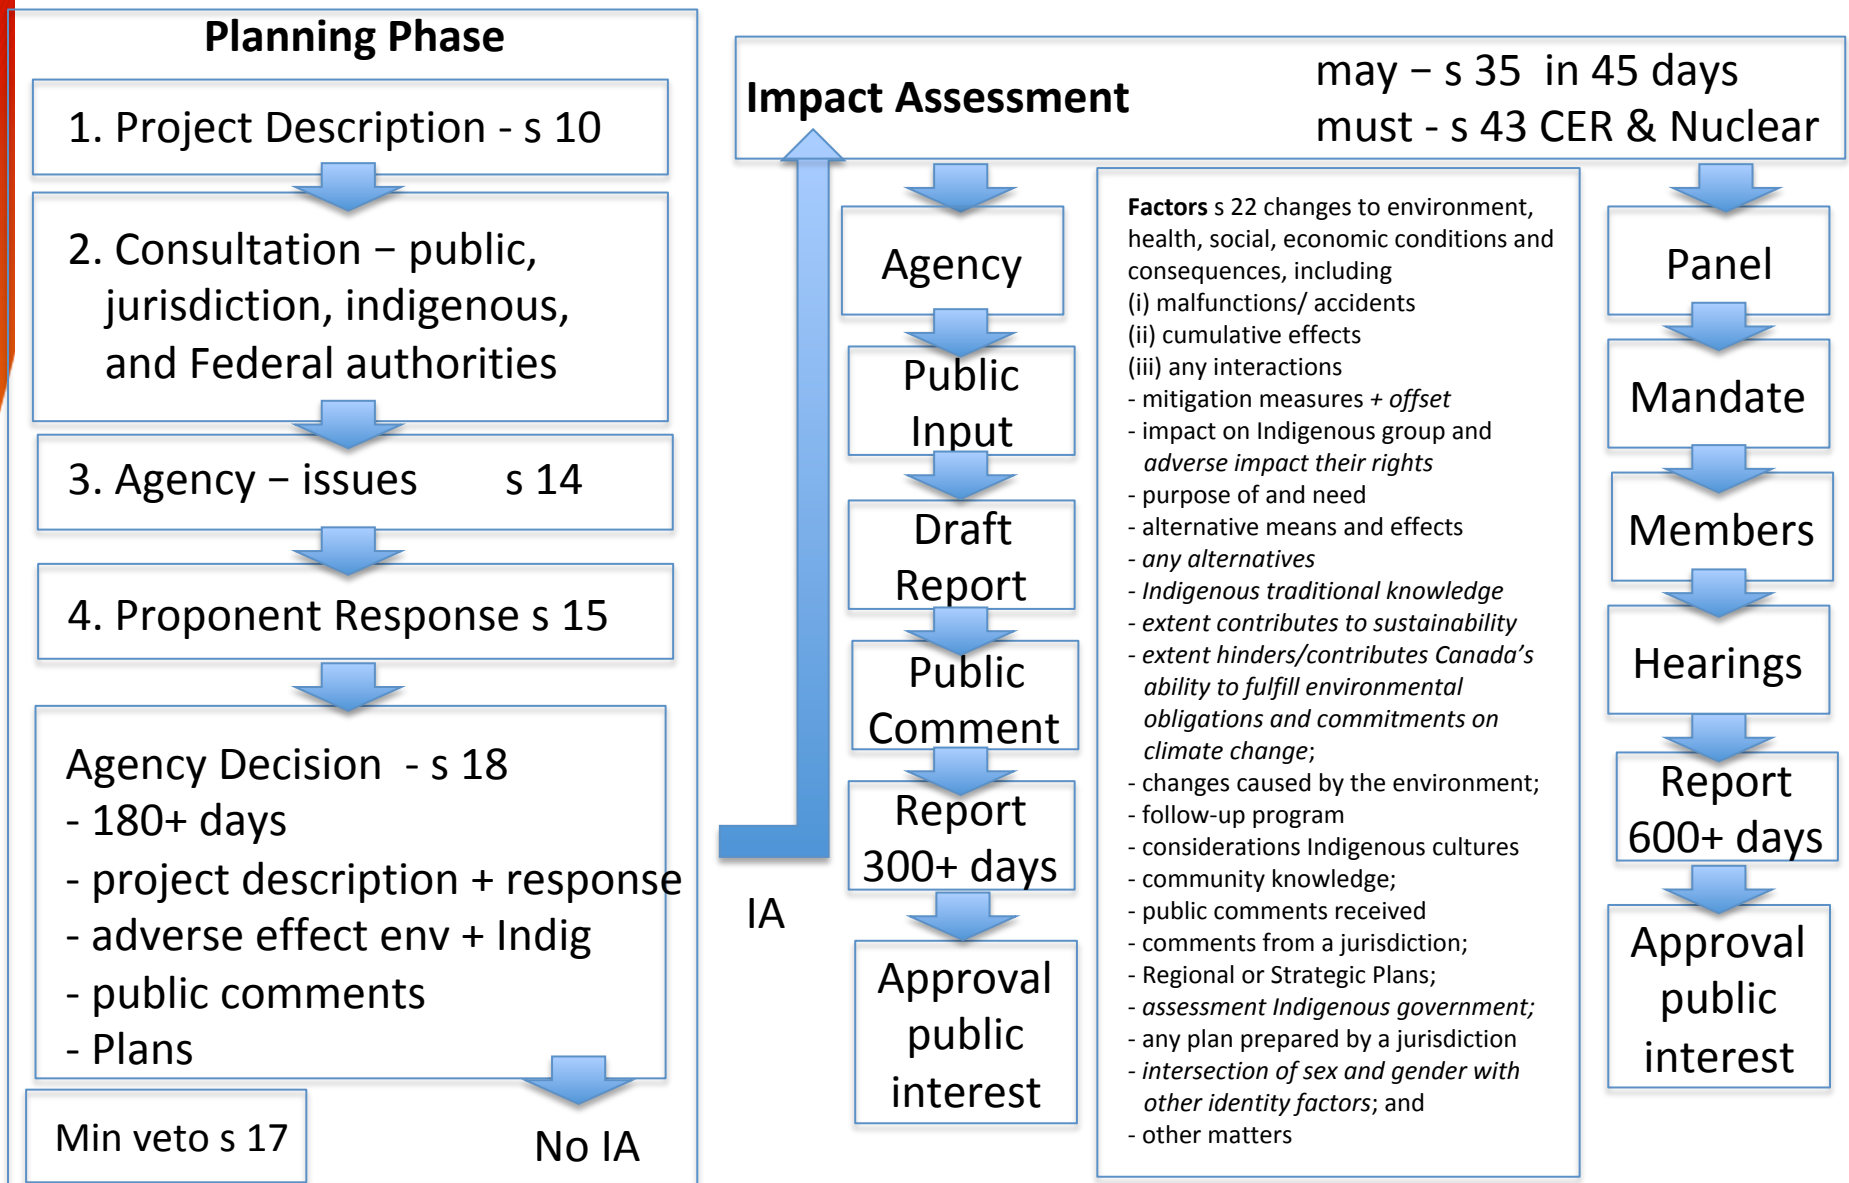 Planning Phase
1. Project Description - s 10
2. Consultation – public,
jurisdiction, indigenous,
and Federal authorities
3. Agency – issues s 14
4. Proponent Response s 15
Agency Decision - s 18
- 180+ days
- project description + response
- adverse effect env + Indig
- public comments
- Plans
Min veto s 17
No IA
IA
Impact Assessment
may – s 35 in 45 days
must - s 43 CER & Nuclear
Agency
Public
Input
Draft
Report
Public
Comment
Report
300+ days
Approval
public
interest
Factors s 22 changes to environment,
health, social, economic conditions and
consequences, including
(i) malfunctions/ accidents
(ii) cumulative effects
(iii) any interactions
- mitigation measures + offset
- impact on Indigenous group and
adverse impact their rights
- purpose of and need
- alternative means and effects
- any alternatives
- Indigenous traditional knowledge
- extent contributes to sustainability
- extent hinders/contributes Canada’s
ability to fulfill environmental
obligations and commitments on
climate change;
- changes caused by the environment;
- follow-up program
- considerations Indigenous cultures
- community knowledge;
- public comments received
- comments from a jurisdiction;
- Regional or Strategic Plans;
- assessment Indigenous government;
- any plan prepared by a jurisdiction
- intersection of sex and gender with
other identity factors; and
- other matters
Panel
Mandate
Members
Hearings
Report
600+ days
Approval
public
interest